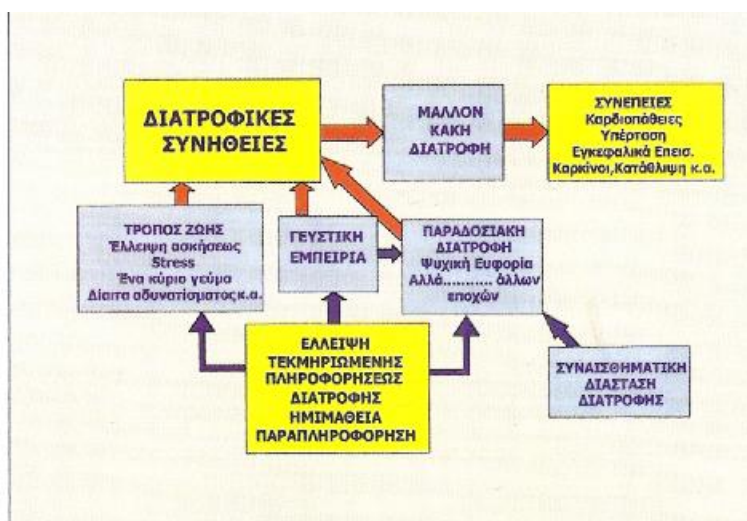 ΔΙΑΤΡΟΦΙΚΕΣ
ΣΥΝΗΘΕΙΕΣ
ΜΑΛΛΟΝ
ΚΑΚΗ
ΔΙΑΤΡΟΦΗ
ΣΥΝΕΠΕΙΕΣ
Καρδιοπάθειες
Υπέρταση
Εγκεφαλικά Επεισ.
Καρκίνοι,Κατάθλιψη κ.α.
ΤΡΟΠΟΣ ΖΩΗΣ
Έλλειψη ασκήσεως
Stress
Ένα κύριο γεύμα
Δίαιτα αδυνατίσματος κ.α.
ΓΕΥΣΤΙΚΗ
ΕΜΠΕΙΡΙΑ
ΠΑΡΑΔΟΣΙΑΚΗ
ΔΙΑΤΡΟΦΗ
Ψυχική Ευφορία
Αλλά........... άλλων
εποχών
ΕΛΛΕΙΨΗ
ΤΕΚΜΗΡΙΩΜΕΝΗΣ
ΠΛΗΡΟΦΟΡΗΣΕΩΣ
ΔΙΑΤΡΟΦΗΣ
ΗΜΙΜΑΘΕΙΑ
ΠΑΡΑΠΛΗΡΟΦΟΡΗΣΗ
ΣΥΝΑΙΣΘΗΜΑΤΙΚΗ
ΔΙΑΣΤΑΣΗ
ΔΙΑΤΡΟΦΗΣ